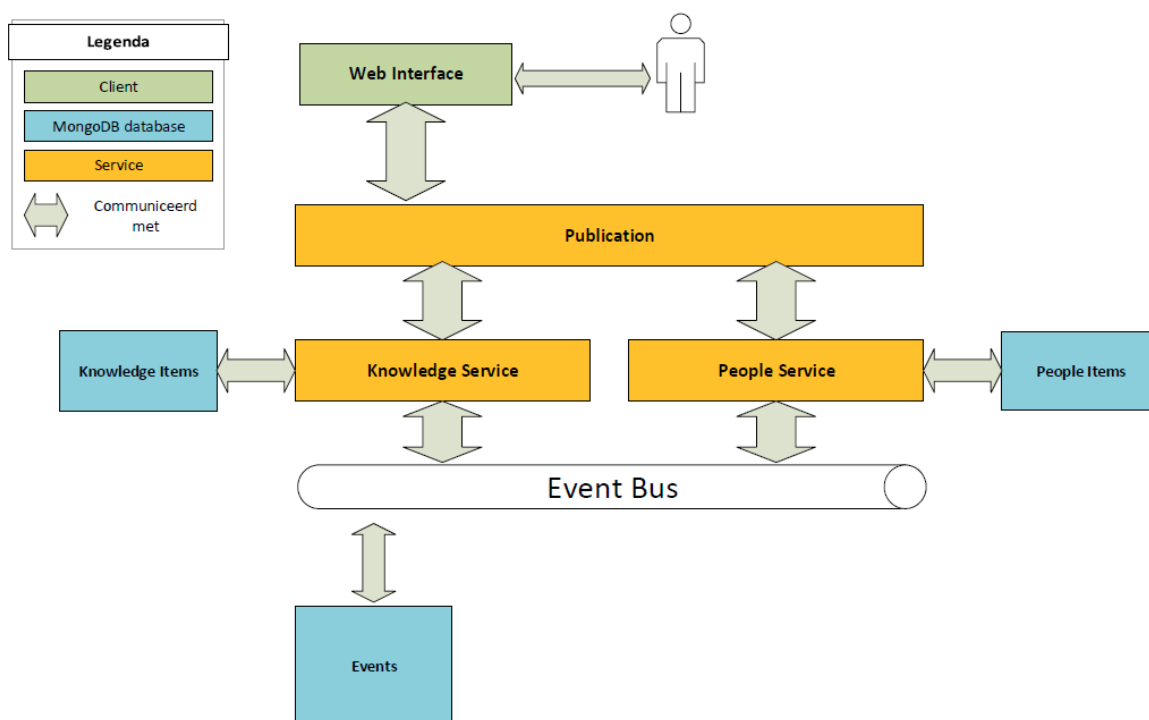 Legenda
Client
MongoDB database
Service
Communiceerd
met
Web Interface
Publication
Knowledge Items
Knowledge Service
People Service
People Items
Event Bus
Events